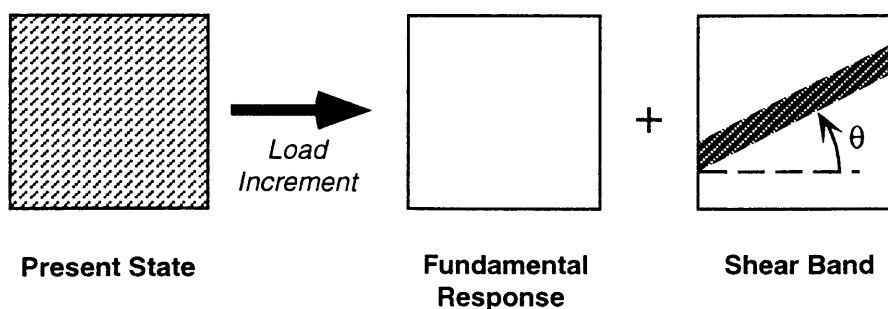 Load
Increment
+
θ
Present State
Fundamental
Response
Shear Band